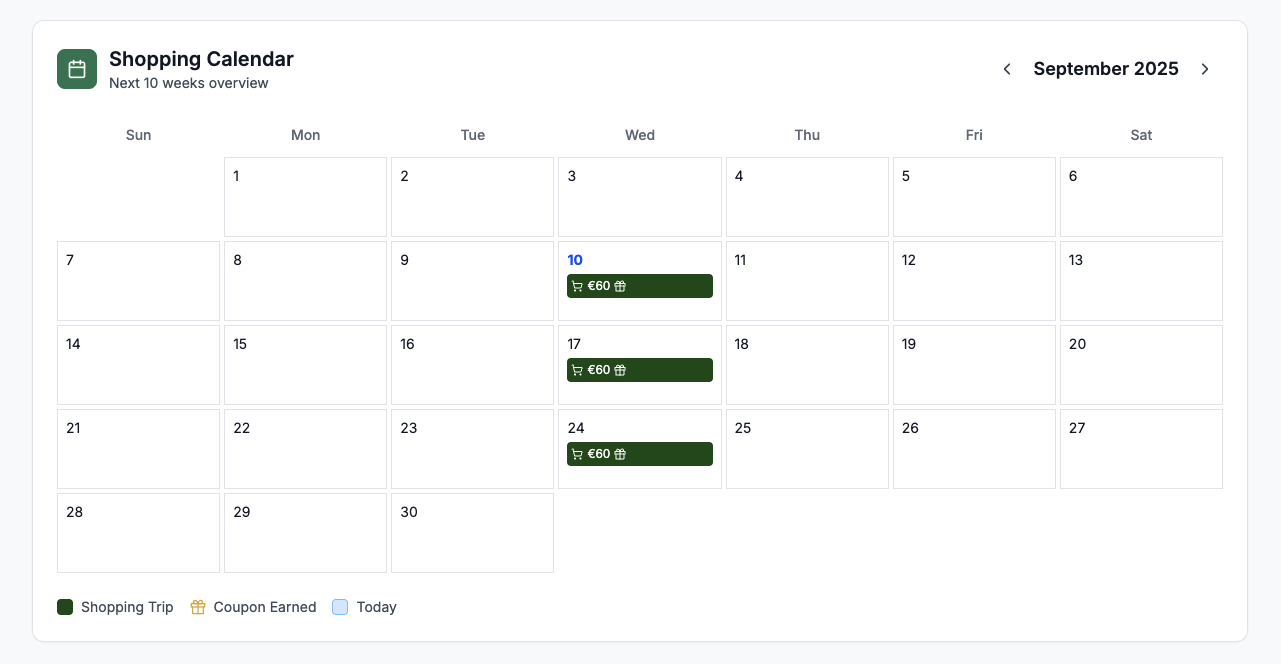 Shopping Calendar
Next 10 weeks overview
September 2025
Sun Mon Tue Wed Thu Fri Sat
1 2 3 4 5 6
7 8 9 10 11 12 13
€60
14 15 16 17 18 19 20
€60
21 22 23 24 25 26 27
€60
28 29 30
Shopping Trip Coupon Earned Today